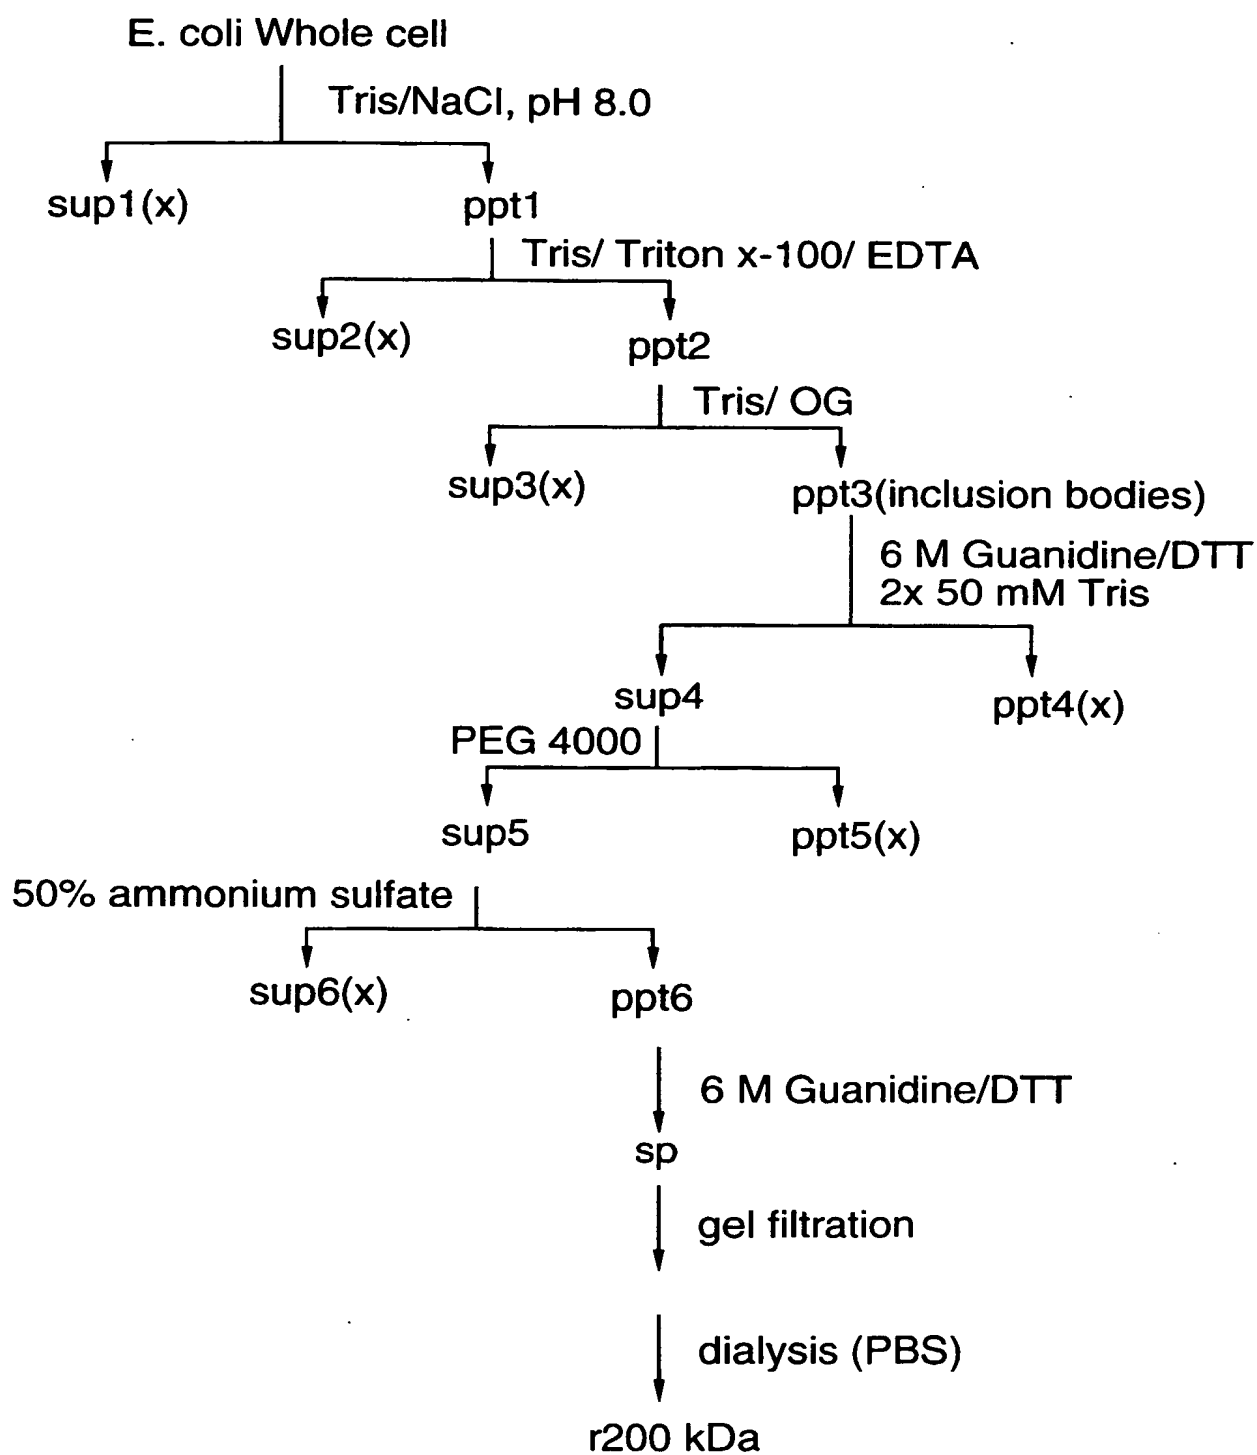 E. coli Whole cell
Tris/NaCl, pH 8.0
sup1(x)
ppt1
Tris/ Triton x-100/ EDTA
sup2(x)
ppt2
Tris/ OG
sup3(x)
ppt3(inclusion bodies)
6 M Guanidine/DTT
2x 50 mM Tris
sup4
ppt4(x)
PEG 4000
sup5
ppt5(x)
50% ammonium sulfate
sup6(x)
ppt6
6 M Guanidine/DTT
sp
gel filtration
dialysis (PBS)
r200 kDa